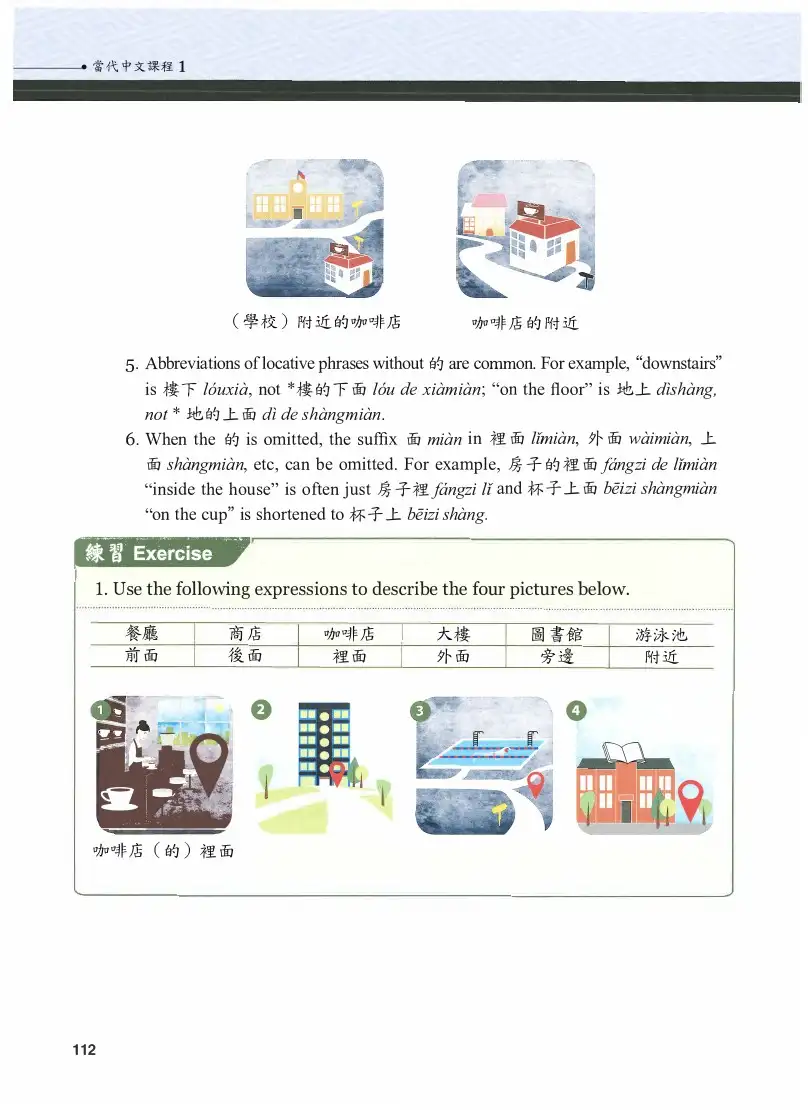 當代中文課程 1
（學校）附近的咖啡店
咖啡店的附近
5. Abbreviations of locative phrases without 的 are common. For example, “downstairs”
is 樓下 lóuxià, not *樓的下面 lóu de xiàmiàn; “on the floor” is 地上 dìshàng,
not * 地的上面 dì de shàngmiàn.
6. When the 的 is omitted, the suffix 面 miàn in 裡面 lǐmiàn, 外面 wàimiàn, 上
面 shàngmiàn, etc, can be omitted. For example, 房子的裡面 fángzi de lǐmiàn
“inside the house” is often just 房子裡 fángzi lǐ and 杯子上面 bēizi shàngmiàn
“on the cup” is shortened to 杯子上 bēizi shàng.
練習 Exercise
1. Use the following expressions to describe the four pictures below.
餐廳 商店 咖啡店 大樓 圖書館 游泳池
前面 後面 裡面 外面 旁邊 附近
1 2 3 4
咖啡店（的）裡面
112